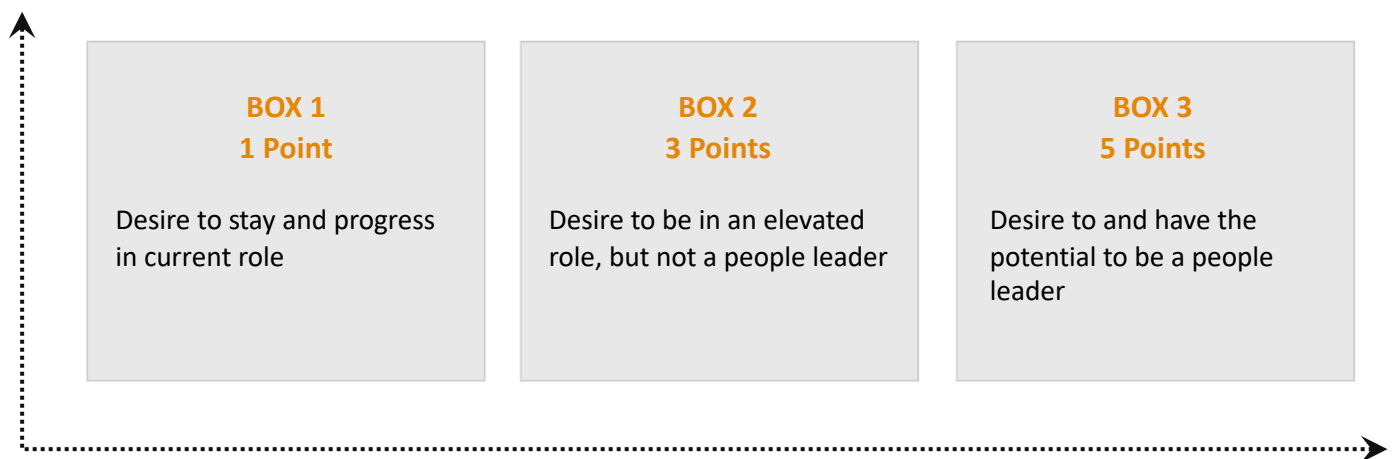 BOX 1
1 Point
Desire to stay and progress
in current role
BOX 2
3 Points
Desire to be in an elevated
role, but not a people leader
BOX 3
5 Points
Desire to and have the
potential to be a people
leader